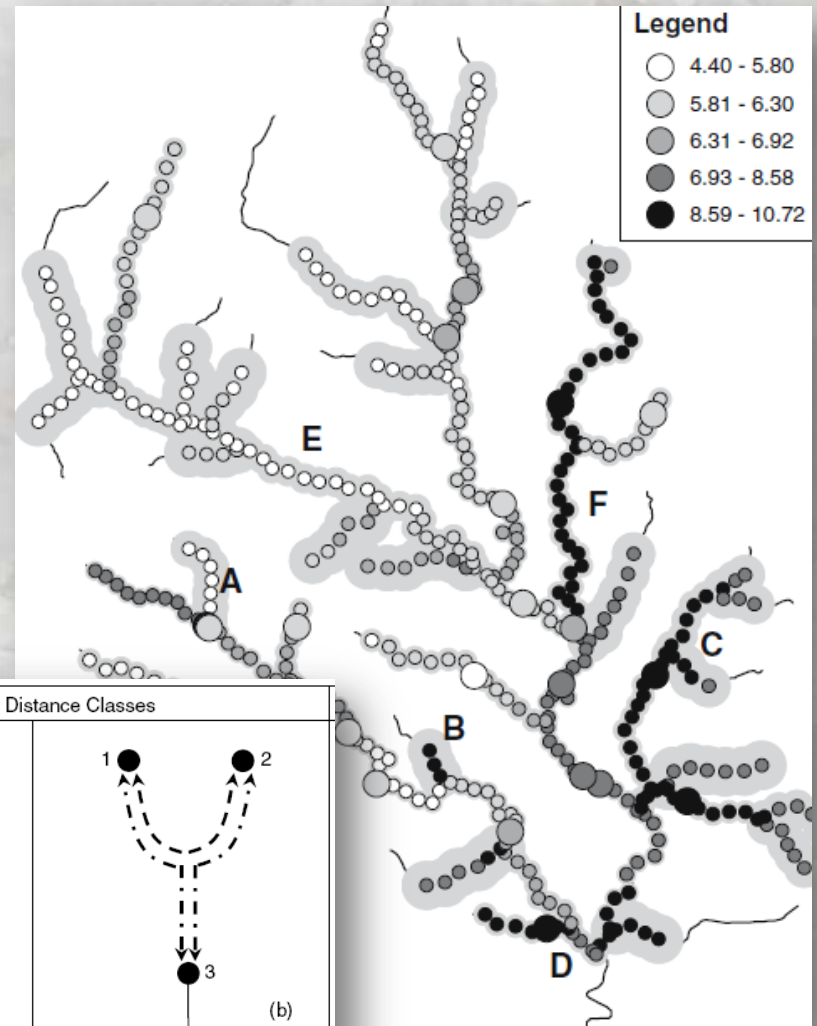 Legend
4.40 - 5.80
5.81 - 6.30
6.31 - 6.92
6.93 - 8.58
8.59 - 10.72
E
F
A
C
B
D
Distance Classes
1
2
3
(b)